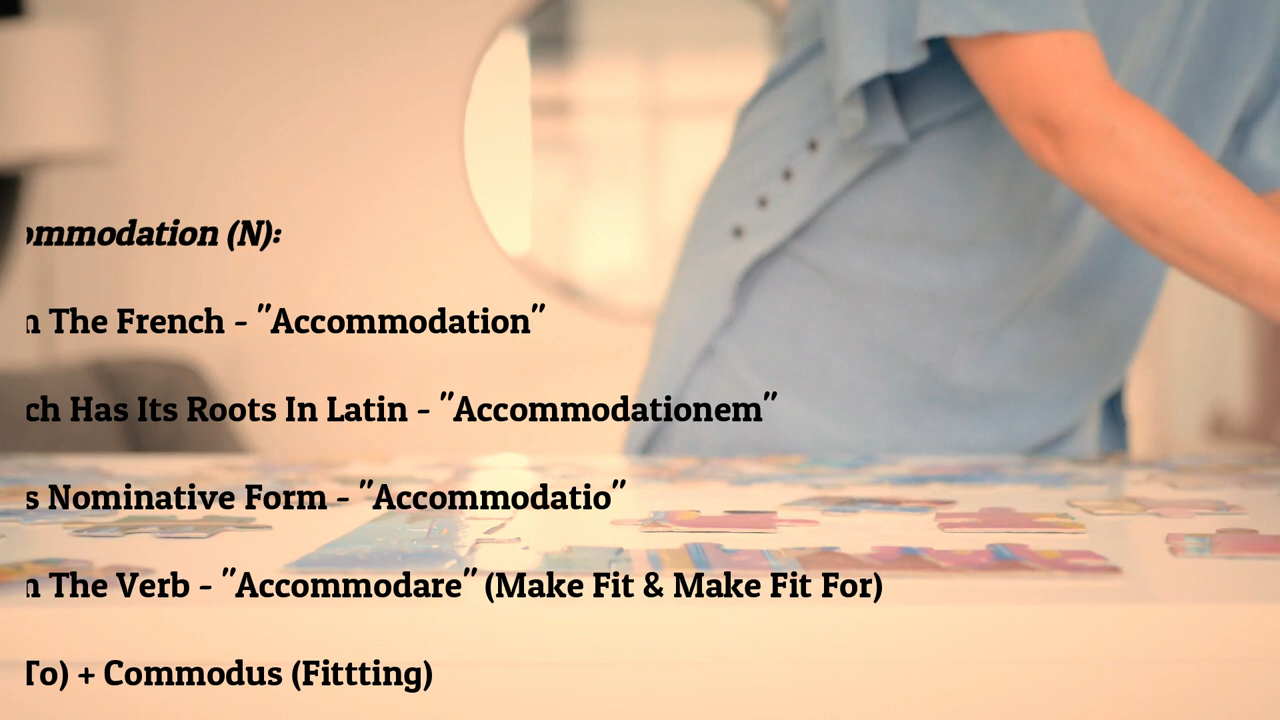 ommodation (N):
The French - "Accommodation"
ch Has Its Roots In Latin - "Accommodationem"
s Nominative Form - "Accommodatio"
The Verb - "Accommodare" (Make Fit & Make Fit For)
To) + Commodus (Fittting)